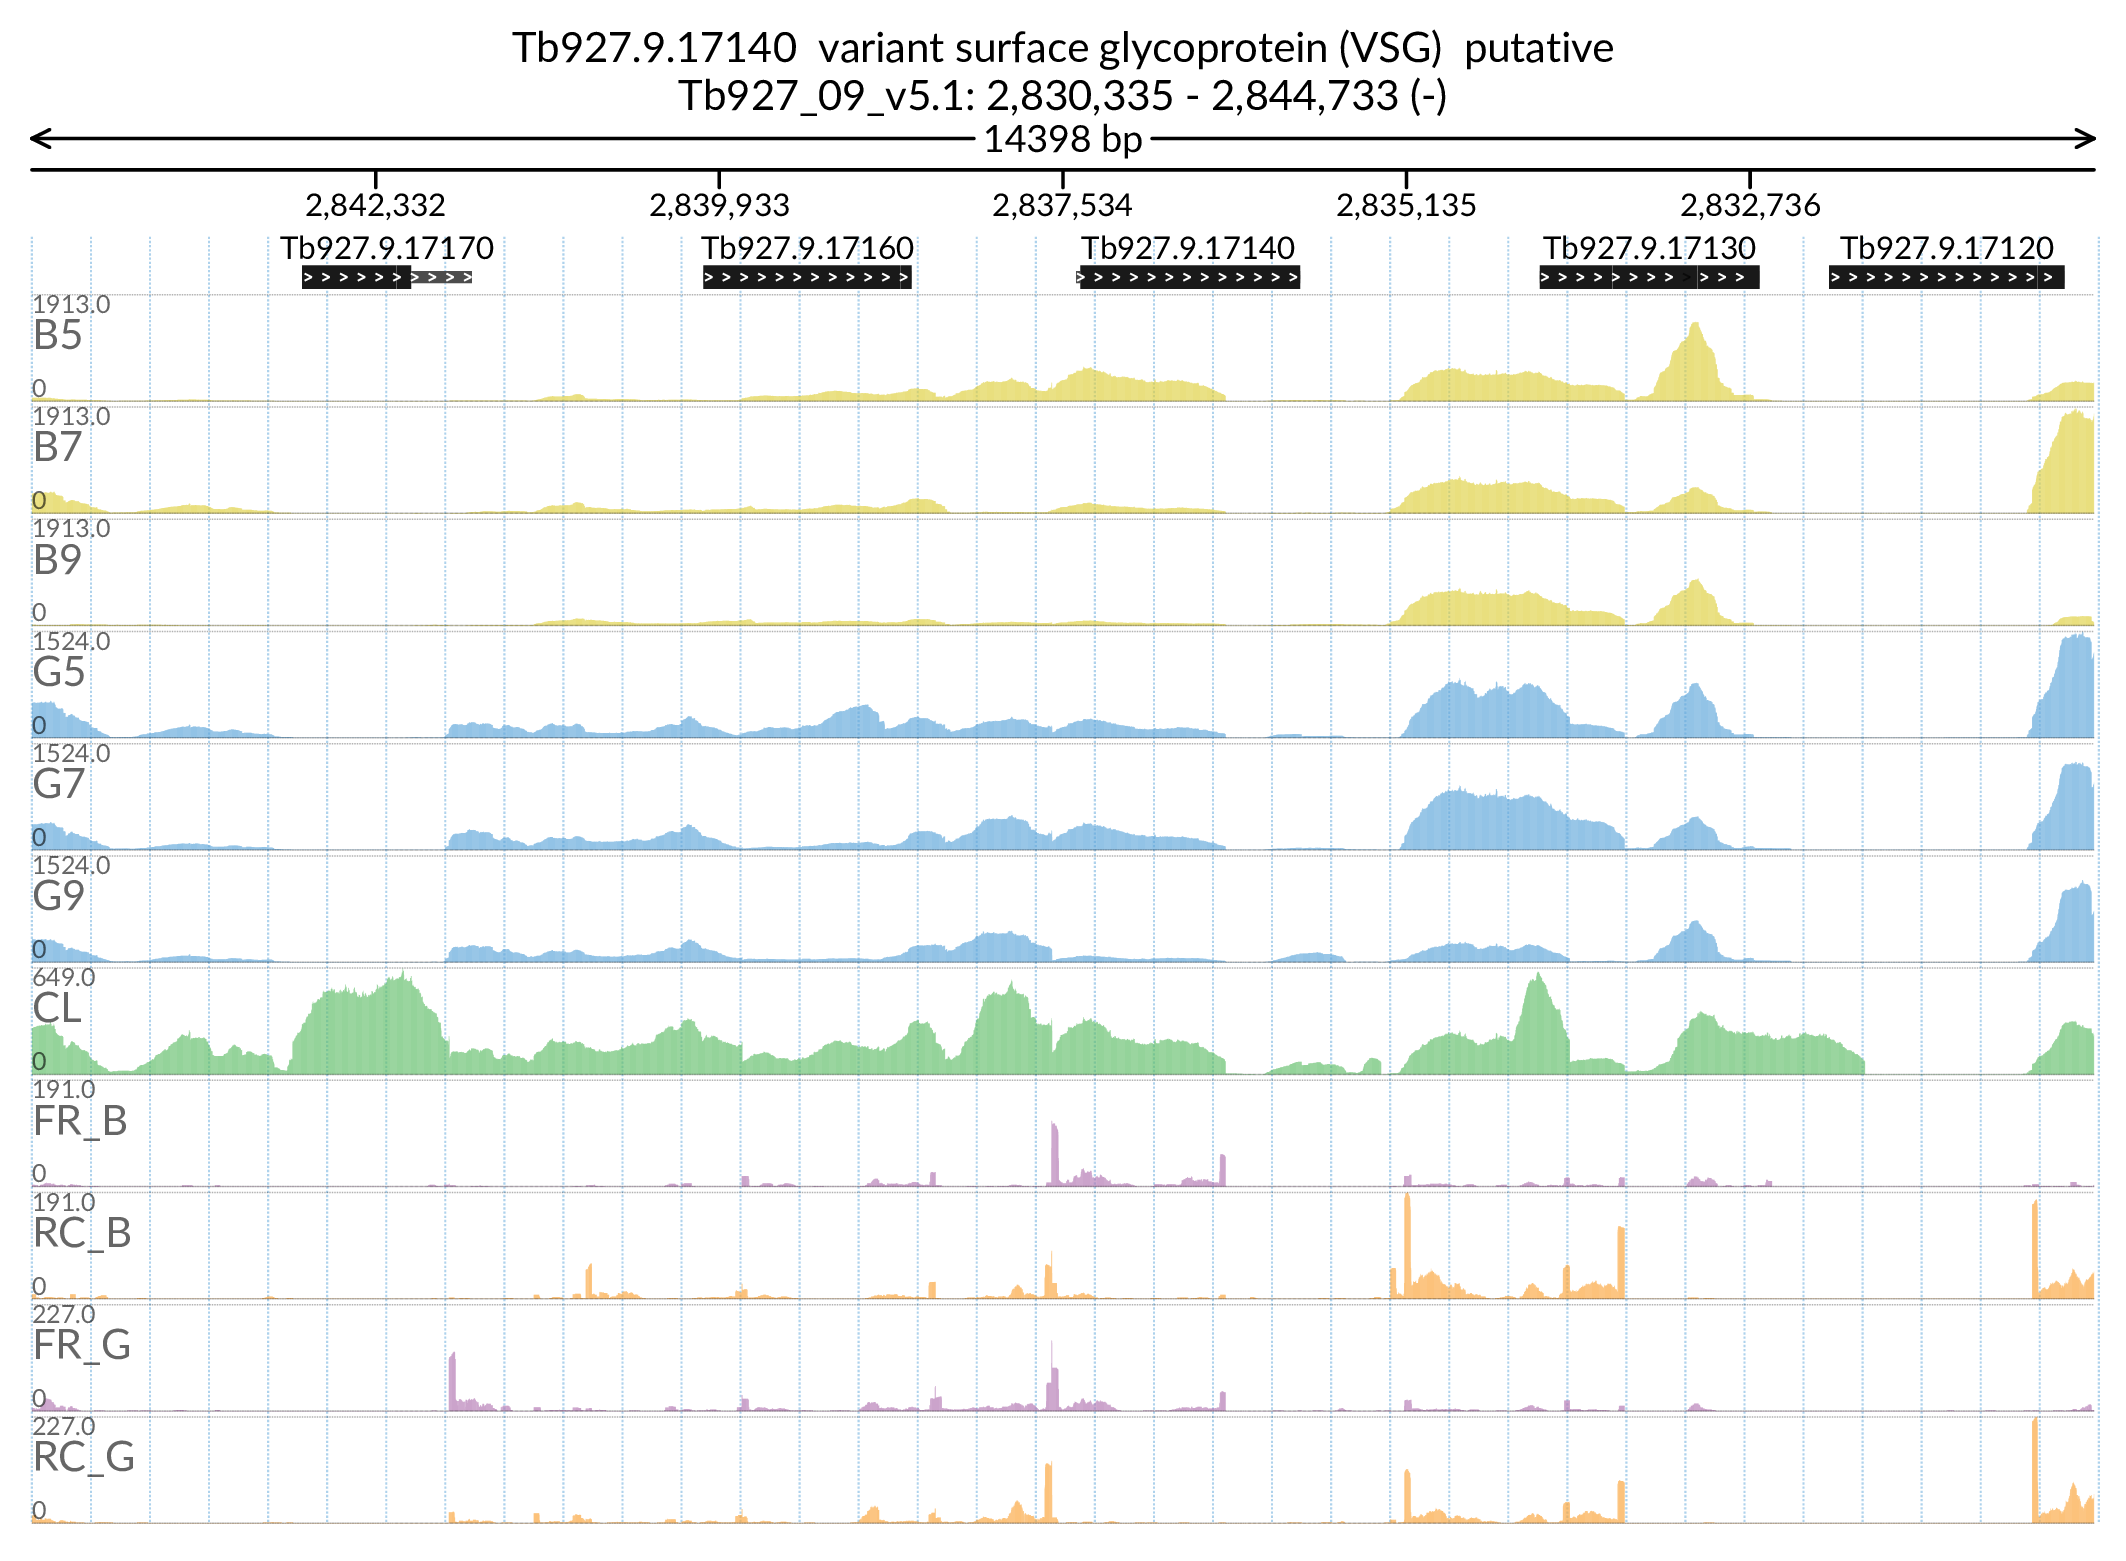 Tb927.9.17140  variant surface glycoprotein (VSG)  putative
Tb927_09_v5.1: 2,830,335 - 2,844,733 (-)
14398 bp
2,842,332 2,839,933 2,837,534 2,835,135 2,832,736
Tb927.9.17170 Tb927.9.17160 Tb927.9.17140 Tb927.9.17130 Tb927.9.17120
1913.0
B5
0
1913.0
B7
0
1913.0
B9
0
1524.0
G5
0
1524.0
G7
0
1524.0
G9
0
649.0
CL
0
191.0
FR_B
0
191.0
RC_B
0
227.0
FR_G
0
227.0
RC_G
0